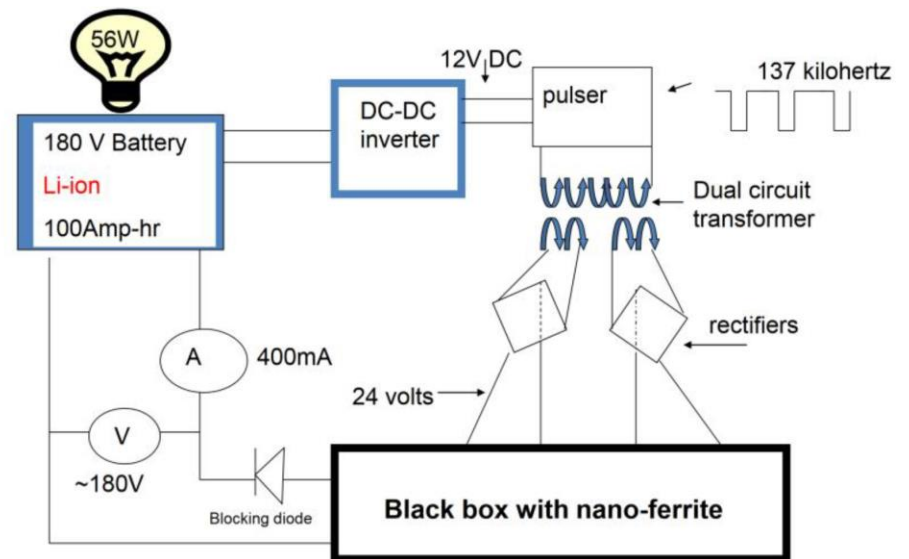 56W
180 V Battery
Li-ion
100Amp-hr
DC-DC
inverter
12V DC
pulser
137 kilohertz
Dual circuit
transformer
rectifiers
24 volts
A
400mA
V
~180V
Blocking diode
Black box with nano-ferrite